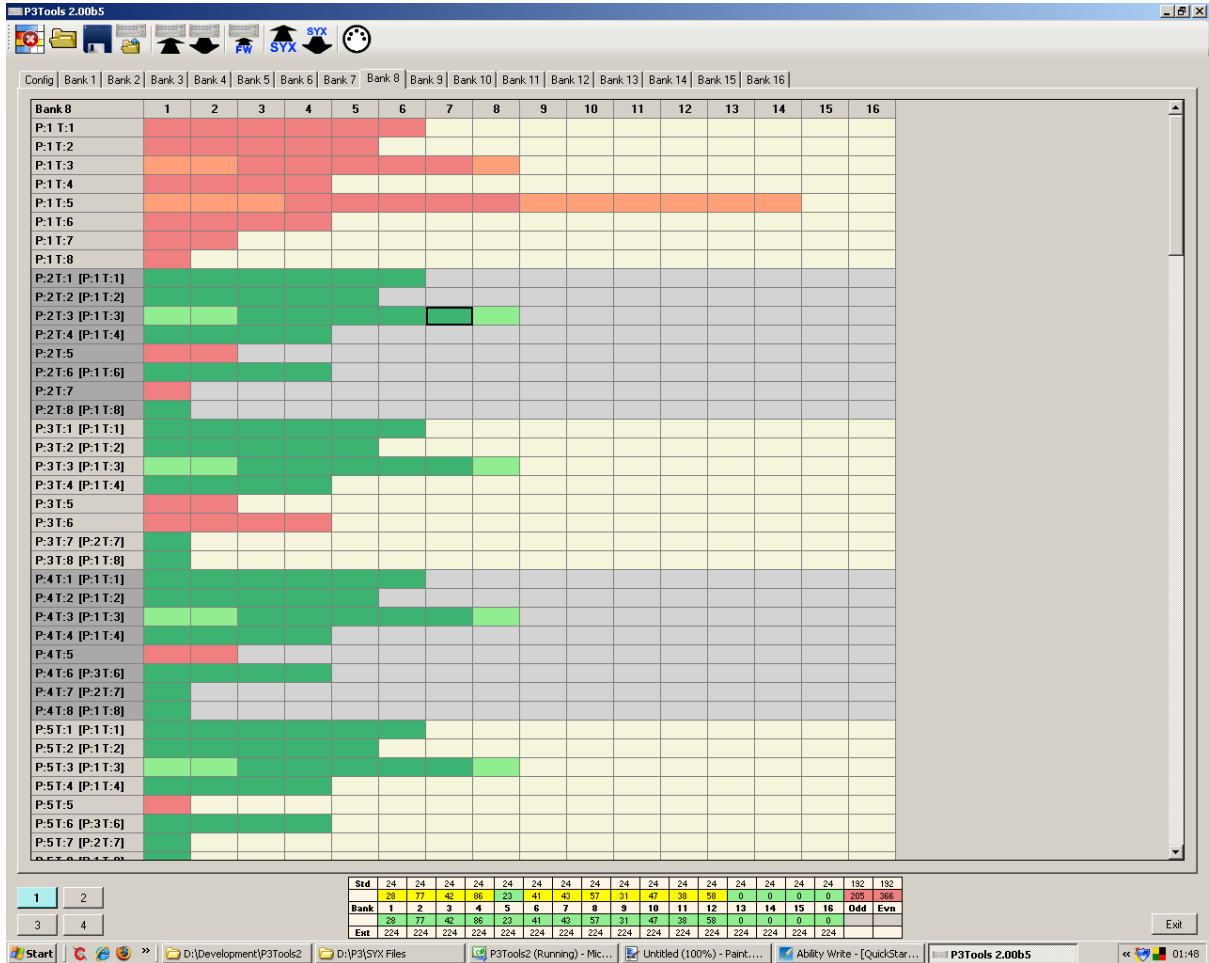 P3Tools 2.00b5
SYX
FW
SYX
Config Bank 1 Bank 2 Bank 3 Bank 4 Bank 5 Bank 6 Bank 7 Bank 8 Bank 9 Bank 10 Bank 11 Bank 12 Bank 13 Bank 14 Bank 15 Bank 16
Bank 8 1 2 3 4 5 6 7 8 9 10 11 12 13 14 15 16
P:1 T:1
P:1 T:2
P:1 T:3
P:1 T:4
P:1 T:5
P:1 T:6
P:1 T:7
P:1 T:8
P:2 T:1 [P:1 T:1]
P:2 T:2 [P:1 T:2]
P:2 T:3 [P:1 T:3]
P:2 T:4 [P:1 T:4]
P:2 T:5
P:2 T:6 [P:1 T:6]
P:2 T:7
P:2 T:8 [P:1 T:8]
P:3 T:1 [P:1 T:1]
P:3 T:2 [P:1 T:2]
P:3 T:3 [P:1 T:3]
P:3 T:4 [P:1 T:4]
P:3 T:5
P:3 T:6
P:3 T:7 [P:2 T:7]
P:3 T:8 [P:1 T:8]
P:4 T:1 [P:1 T:1]
P:4 T:2 [P:1 T:2]
P:4 T:3 [P:1 T:3]
P:4 T:4 [P:1 T:4]
P:4 T:5
P:4 T:6 [P:3 T:6]
P:4 T:7 [P:2 T:7]
P:4 T:8 [P:1 T:8]
P:5 T:1 [P:1 T:1]
P:5 T:2 [P:1 T:2]
P:5 T:3 [P:1 T:3]
P:5 T:4 [P:1 T:4]
P:5 T:5
P:5 T:6 [P:3 T:6]
P:5 T:7 [P:2 T:7]
P:5 T:8 [P:1 T:8]
1 2
3 4
Std 24 24 24 24 24 24 24 24 24 24 24 24 24 24 24 24 192 192
28 77 42 86 23 41 43 57 31 47 38 58 0 0 0 0 205 366
Bank 1 2 3 4 5 6 7 8 9 10 11 12 13 14 15 16 Odd Evn
28 77 42 86 23 41 43 57 31 47 38 58 0 0 0 0
Ext 224 224 224 224 224 224 224 224 224 224 224 224 224 224 224 224
Exit
Start » D:\Development\P3Tools2 D:\P3\SYX Files P3Tools2 (Running) - Mic... Untitled (100%) - Paint.... Ability Write - [QuickStar... P3Tools 2.00b5 « 01:48